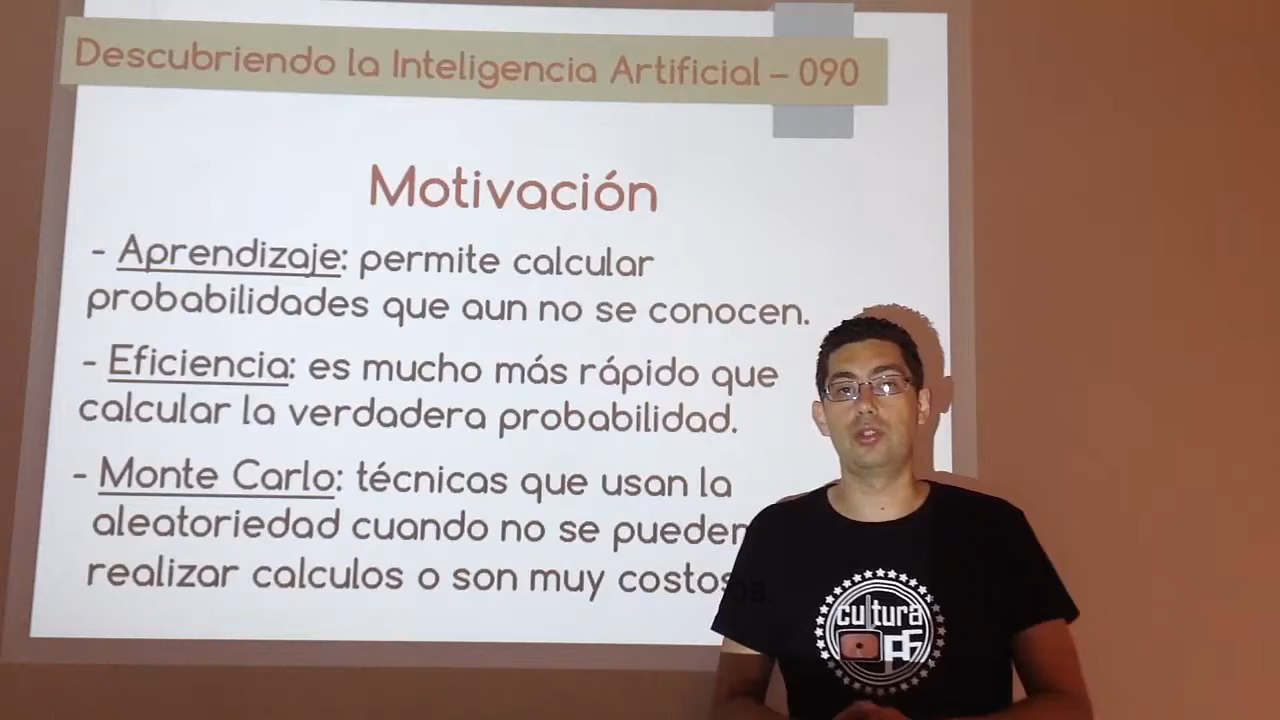 Descubriendo la Inteligencia Artificial – 090
Motivación
- Aprendizaje: permite calcular
probabilidades que aun no se conocen.
- Eficiencia: es mucho más rápido que
calcular la verdadera probabilidad.
- Monte Carlo: técnicas que usan la
aleatoriedad cuando no se pueden
realizar calculos o son muy costosos.
cultura